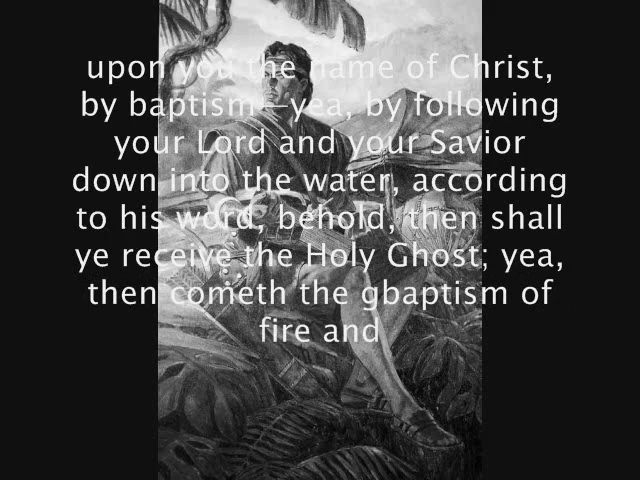 upon you the name of Christ,
by baptism—yea, by following
your Lord and your Savior
down into the water, according
to his word, behold, then shall
ye receive the Holy Ghost; yea,
then cometh the gbaptism of
fire and